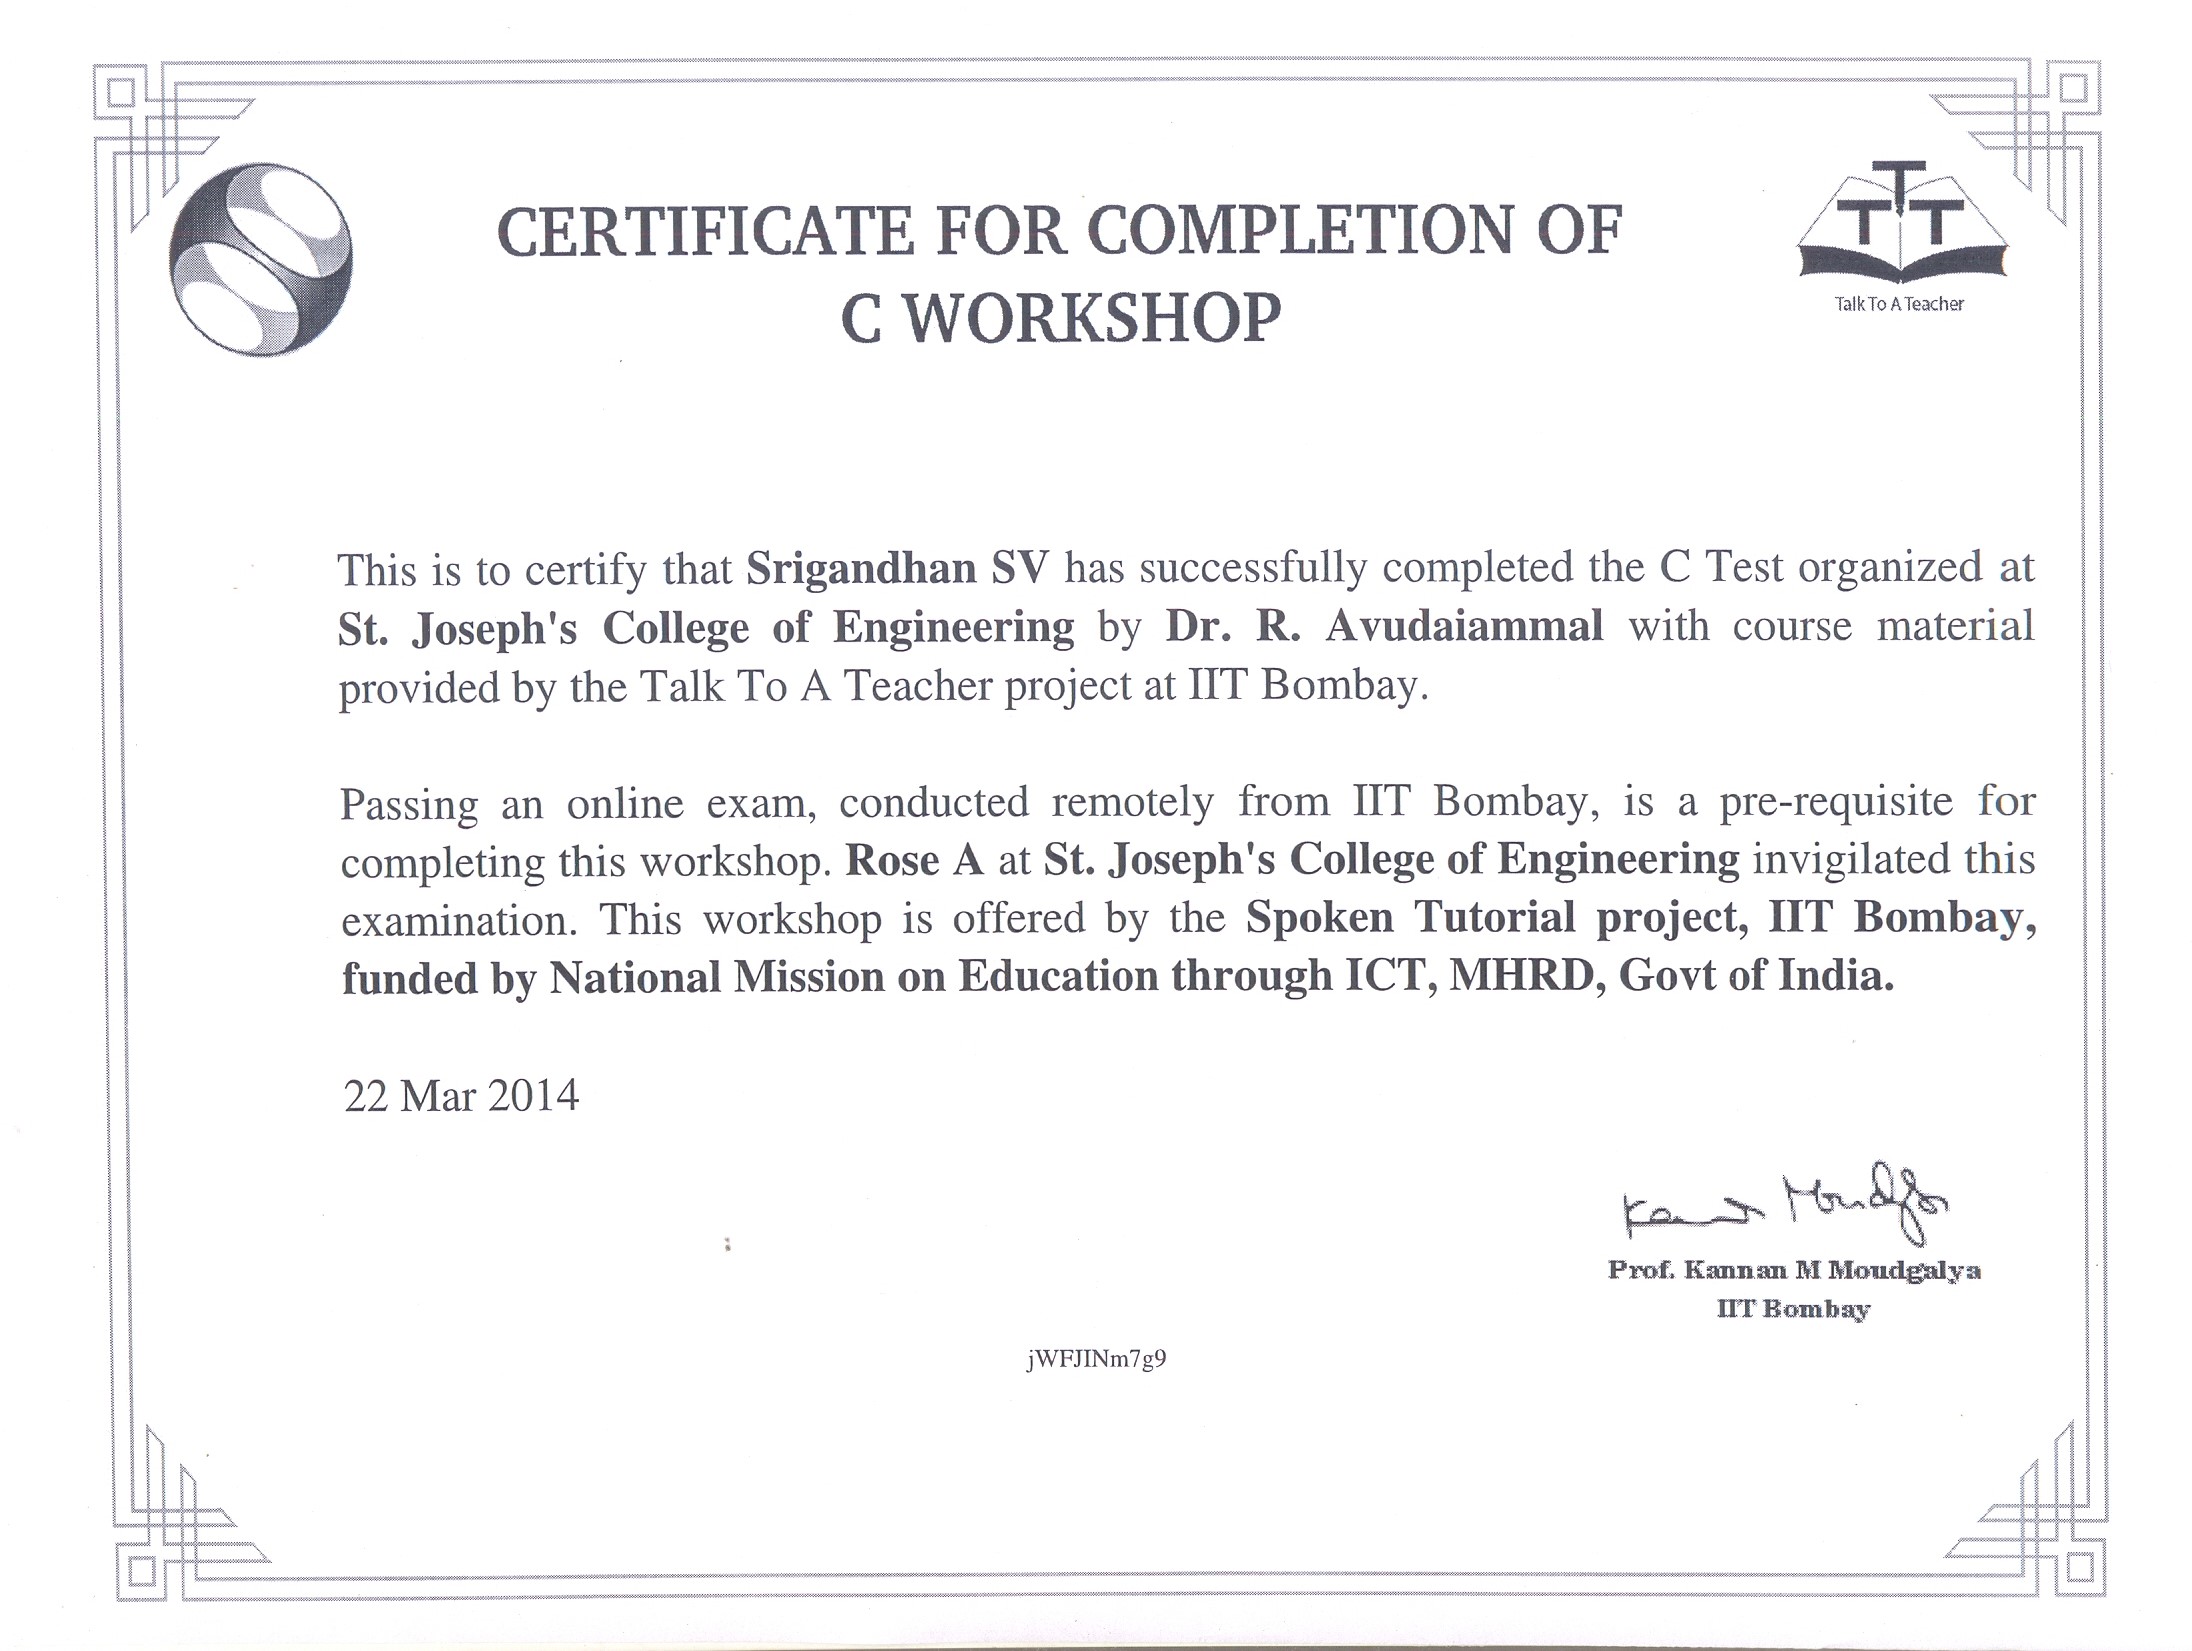 CERTIFICATE FOR COMPLETION OF
C WORKSHOP
T
T T
Talk To A Teacher
This is to certify that Srigandhan SV has successfully completed the C Test organized at
St. Joseph's College of Engineering by Dr. R. Avudaiammal with course material
provided by the Talk To A Teacher project at IIT Bombay.
Passing an online exam, conducted remotely from IIT Bombay, is a pre-requisite for
completing this workshop. Rose A at St. Joseph's College of Engineering invigilated this
examination. This workshop is offered by the Spoken Tutorial project, IIT Bombay,
funded by National Mission on Education through ICT, MHRD, Govt of India.
22 Mar 2014
Prof. Kannan M Moudgalya
IIT Bombay
jWFJINm7g9